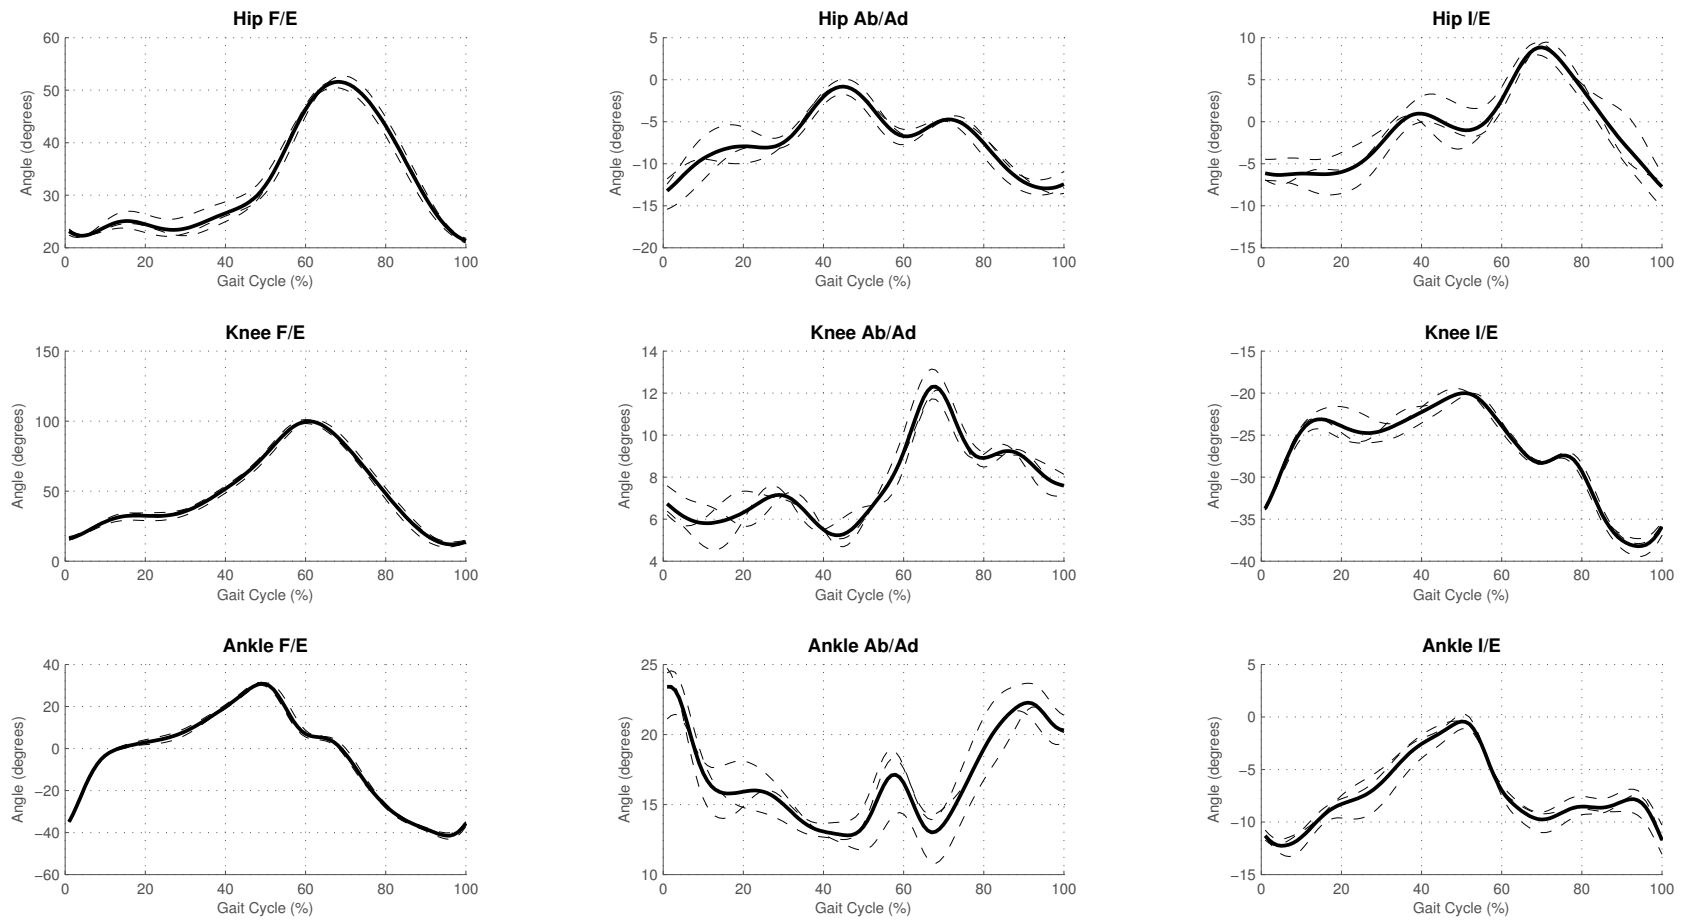 Hip F/E
60
50
40
30
20
0 20 40 60 80 100
Angle (degrees)
Gait Cycle (%)
Hip Ab/Ad
5
0
−5
−10
−15
−20
0 20 40 60 80 100
Angle (degrees)
Gait Cycle (%)
Hip I/E
10
5
0
−5
−10
−15
0 20 40 60 80 100
Angle (degrees)
Gait Cycle (%)
Knee F/E
150
100
50
0
0 20 40 60 80 100
Angle (degrees)
Gait Cycle (%)
Knee Ab/Ad
14
12
10
8
6
4
0 20 40 60 80 100
Angle (degrees)
Gait Cycle (%)
Knee I/E
−15
−20
−25
−30
−35
−40
0 20 40 60 80 100
Angle (degrees)
Gait Cycle (%)
Ankle F/E
40
20
0
−20
−40
−60
0 20 40 60 80 100
Angle (degrees)
Gait Cycle (%)
Ankle Ab/Ad
25
20
15
10
0 20 40 60 80 100
Angle (degrees)
Gait Cycle (%)
Ankle I/E
5
0
−5
−10
−15
0 20 40 60 80 100
Angle (degrees)
Gait Cycle (%)